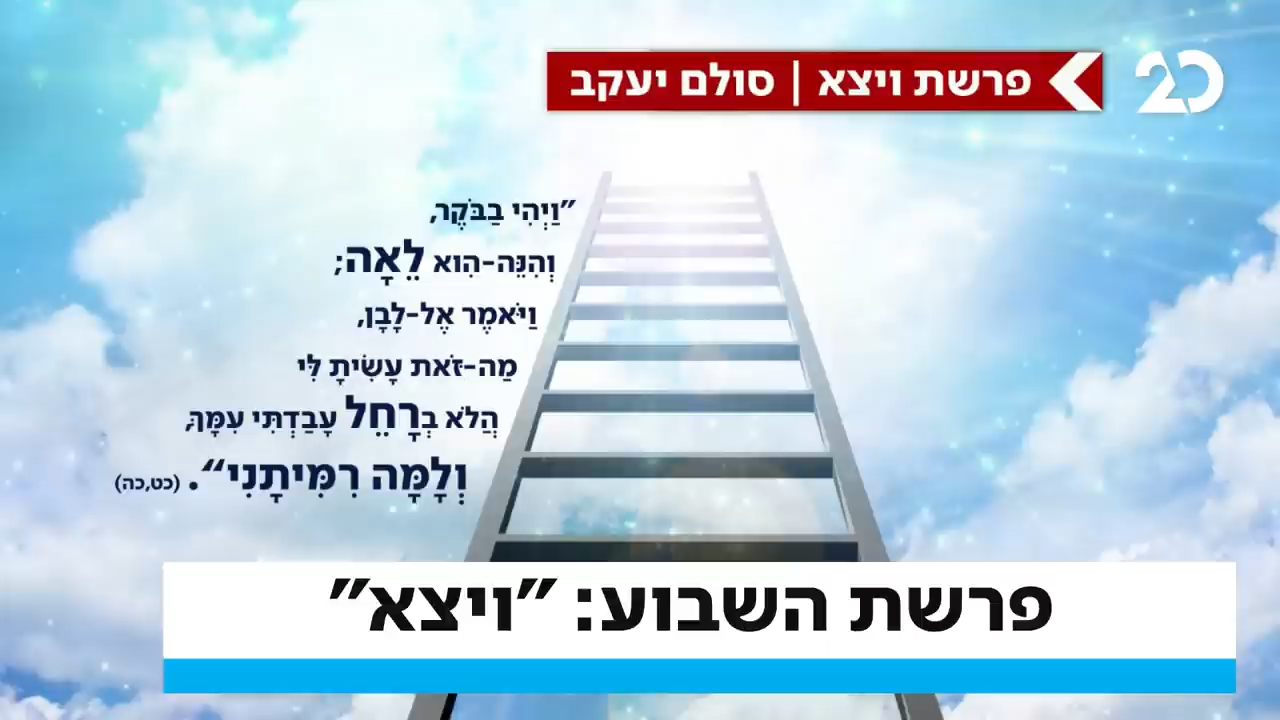 פרשת ויצא | סולם יעקב
20
״וַיְהִי בַבֹּקֶר,
וְהִנֵּה-הִוא לֵאָה;
וַיֹּאמֶר אֶל-לָבָן,
מַה-זֹּאת עָשִׂיתָ לִּי
הֲלֹא בְרָחֵל עָבַדְתִּי עִמָּךְ,
וְלָמָּה רִמִּיתָנִי“. (כט,כה)
פרשת השבוע: ״ויצא״